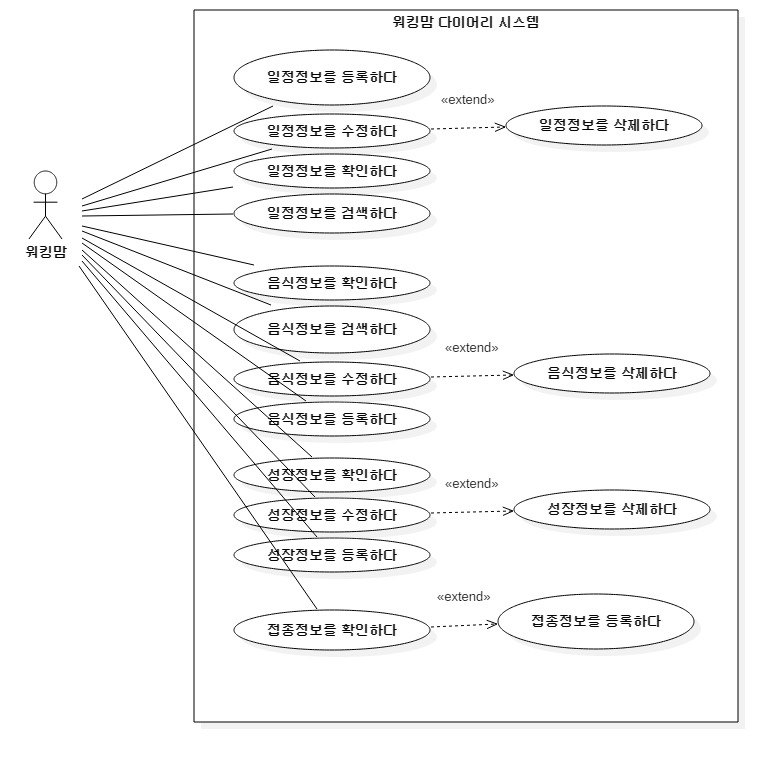 워킹맘 다이어리 시스템
일정정보를 등록하다
«extend»
일정정보를 수정하다
일정정보를 삭제하다
일정정보를 확인하다
일정정보를 검색하다
워킹맘
음식정보를 확인하다
음식정보를 검색하다
«extend»
음식정보를 수정하다
음식정보를 삭제하다
음식정보를 등록하다
성장정보를 확인하다
«extend»
성장정보를 수정하다
성장정보를 삭제하다
성장정보를 등록하다
«extend»
접종정보를 확인하다
접종정보를 등록하다